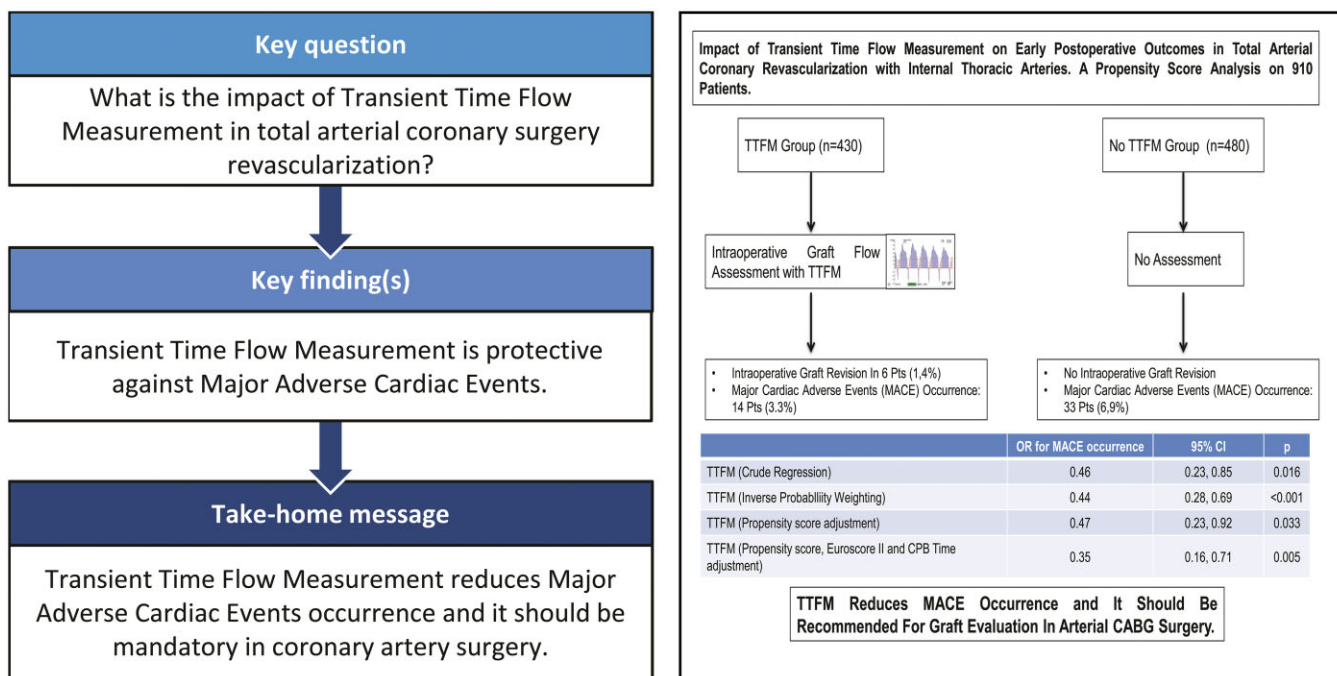 Key question
What is the impact of Transient Time Flow
Measurement in total arterial coronary surgery
revascularization?
Key finding(s)
Transient Time Flow Measurement is protective
against Major Adverse Cardiac Events.
Take-home message
Transient Time Flow Measurement reduces Major
Adverse Cardiac Events occurrence and it should be
mandatory in coronary artery surgery.
Impact of Transient Time Flow Measurement on Early Postoperative Outcomes in Total Arterial
Coronary Revascularization with Internal Thoracic Arteries. A Propensity Score Analysis on 910
Patients.
TTFM Group (n=430)
No TTFM Group (n=480)
Intraoperative Graft Flow
Assessment with TTFM
No Assessment
• Intraoperative Graft Revision In 6 Pts (1,4%)
• Major Cardiac Adverse Events (MACE) Occurrence:
14 Pts (3.3%)
• No Intraoperative Graft Revision
• Major Cardiac Adverse Events (MACE) Occurrence:
33 Pts (6,9%)
OR for MACE occurrence 95% CI p
TTFM (Crude Regression) 0.46 0.23, 0.85 0.016
TTFM (Inverse Probablliity Weighting) 0.44 0.28, 0.69 <0.001
TTFM (Propensity score adjustment) 0.47 0.23, 0.92 0.033
TTFM (Propensity score, Euroscore II and CPB Time
adjustment) 0.35 0.16, 0.71 0.005
TTFM Reduces MACE Occurrence and It Should Be
Recommended For Graft Evaluation In Arterial CABG Surgery.